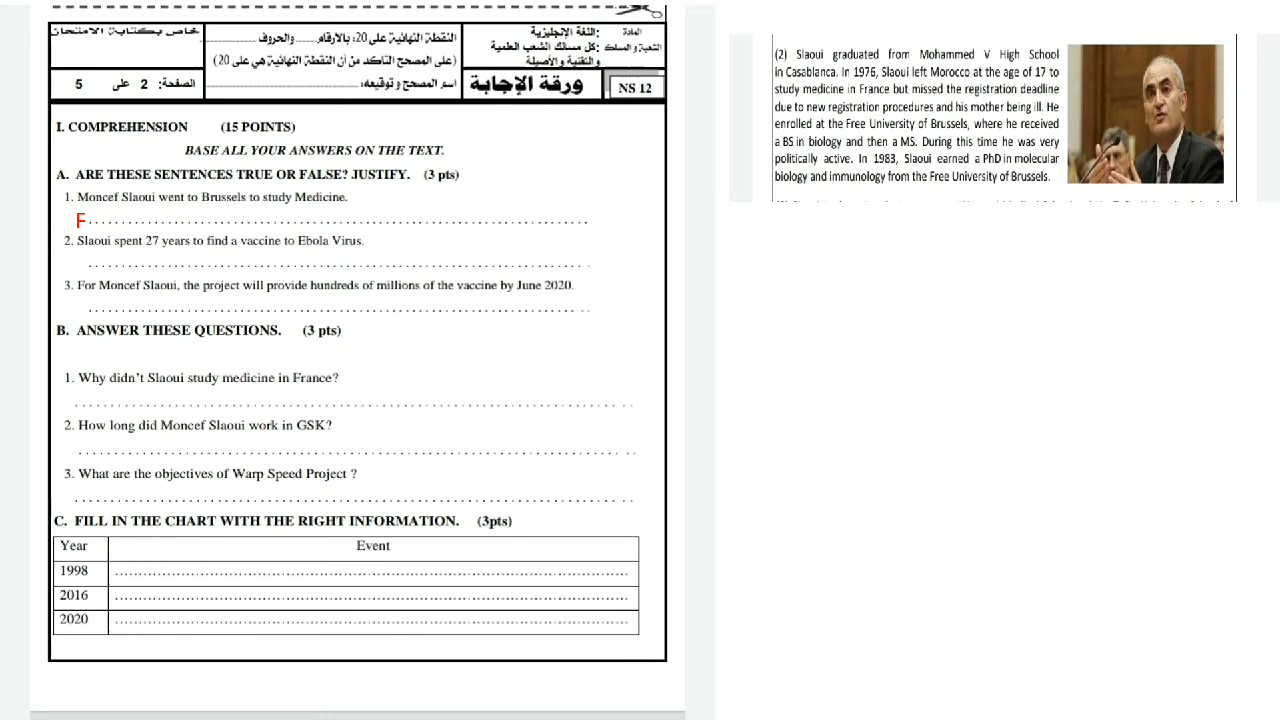 خاص بكتابة الامتحان
النقطة النهائية على 20: بالأرقام............والحروف
(على المصحح التأكد من أن النقطة النهائية هي على 20)
المادة :اللغة الإنجليزية
الشعبة والمسلك :كل مسالك الشعب العلمية
والتقنية والأصيلة
الصفحة: 2 على 5
اسم المصحح و توقيعه:
ورقة الإجابة
NS 12
I. COMPREHENSION (15 POINTS)
BASE ALL YOUR ANSWERS ON THE TEXT.
A. ARE THESE SENTENCES TRUE OR FALSE? JUSTIFY. (3 pts)
1. Moncef Slaoui went to Brussels to study Medicine.
F
2. Slaoui spent 27 years to find a vaccine to Ebola Virus.
3. For Moncef Slaoui, the project will provide hundreds of millions of the vaccine by June 2020.
B. ANSWER THESE QUESTIONS. (3 pts)
1. Why didn't Slaoui study medicine in France?
2. How long did Moncef Slaoui work in GSK?
3. What are the objectives of Warp Speed Project ?
C. FILL IN THE CHART WITH THE RIGHT INFORMATION. (3pts)
Year Event
1998
2016
2020
(2) Slaoui graduated from Mohammed V High School
in Casablanca. In 1976, Slaoui left Morocco at the age of 17 to
study medicine in France but missed the registration deadline
due to new registration procedures and his mother being ill. He
enrolled at the Free University of Brussels, where he received
a BS in biology and then a MS. During this time he was very
politically active. In 1983, Slaoui earned a PhD in molecular
biology and immunology from the Free University of Brussels.